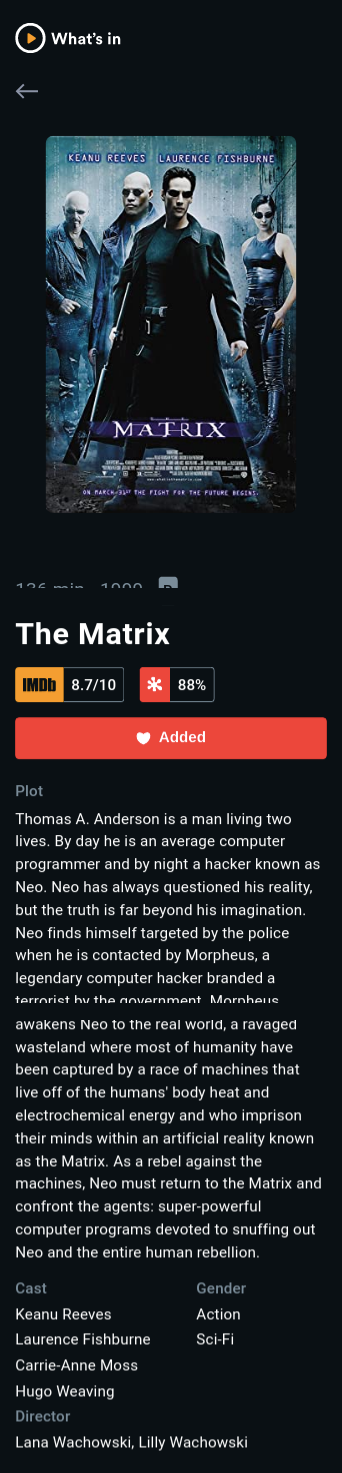 What's in
KEANU REEVES LAURENCE FISHBURNE
THE
MATRIX
ON MARCH 31ST THE FIGHT FOR THE FUTURE BEGINS.
136 min 1999 R
The Matrix
IMDb 8.7/10 88%
Added
Plot
Thomas A. Anderson is a man living two
lives. By day he is an average computer
programmer and by night a hacker known as
Neo. Neo has always questioned his reality,
but the truth is far beyond his imagination.
Neo finds himself targeted by the police
when he is contacted by Morpheus, a
legendary computer hacker branded a
terrorist by the government. Morpheus
awakens Neo to the real world, a ravaged
wasteland where most of humanity have
been captured by a race of machines that
live off of the humans' body heat and
electrochemical energy and who imprison
their minds within an artificial reality known
as the Matrix. As a rebel against the
machines, Neo must return to the Matrix and
confront the agents: super-powerful
computer programs devoted to snuffing out
Neo and the entire human rebellion.
Cast
Keanu Reeves
Laurence Fishburne
Carrie-Anne Moss
Hugo Weaving
Gender
Action
Sci-Fi
Director
Lana Wachowski, Lilly Wachowski